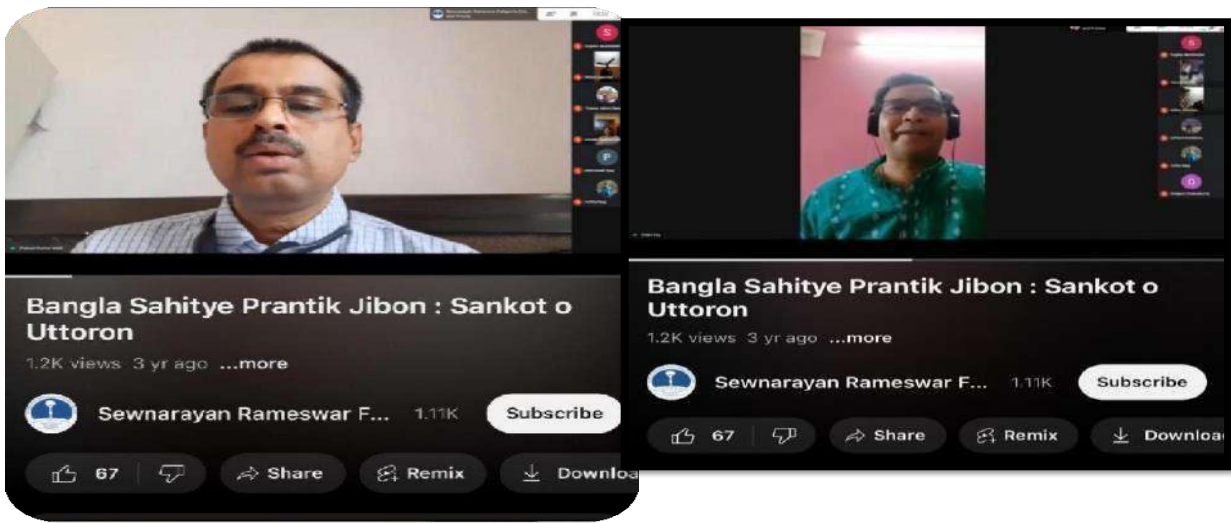 S
P
Bangla Sahitye Prantik Jibon : Sankot o
Uttoron
1.2K views 3 yr ago ...more
Sewnarayan Rameswar F... 1.11K Subscribe
67 Share Remix Downloa
S
D
Bangla Sahitye Prantik Jibon : Sankot o
Uttoron
1.2K views 3 yr ago ...more
Sewnarayan Rameswar F... 1.11K Subscribe
67 Share Remix Downloa